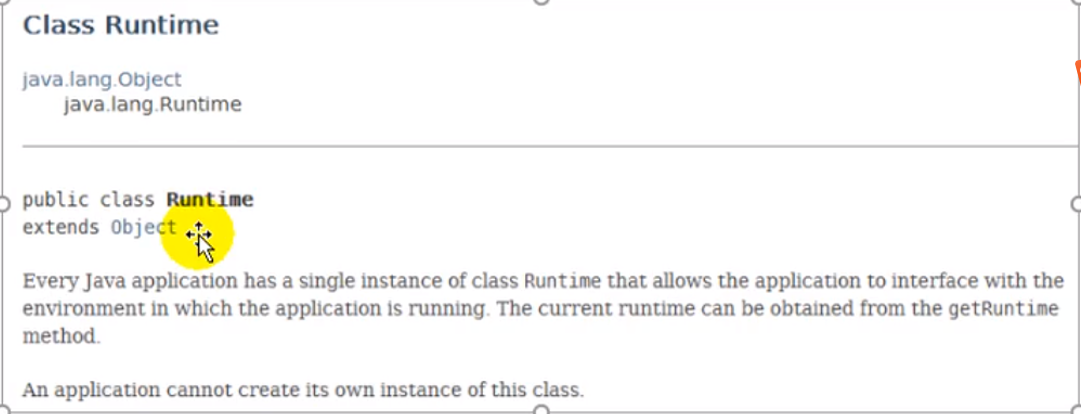 Class Runtime
java.lang.Object
java.lang.Runtime
public class Runtime
extends Object
Every Java application has a single instance of class Runtime that allows the application to interface with the
environment in which the application is running. The current runtime can be obtained from the getRuntime
method.
An application cannot create its own instance of this class.